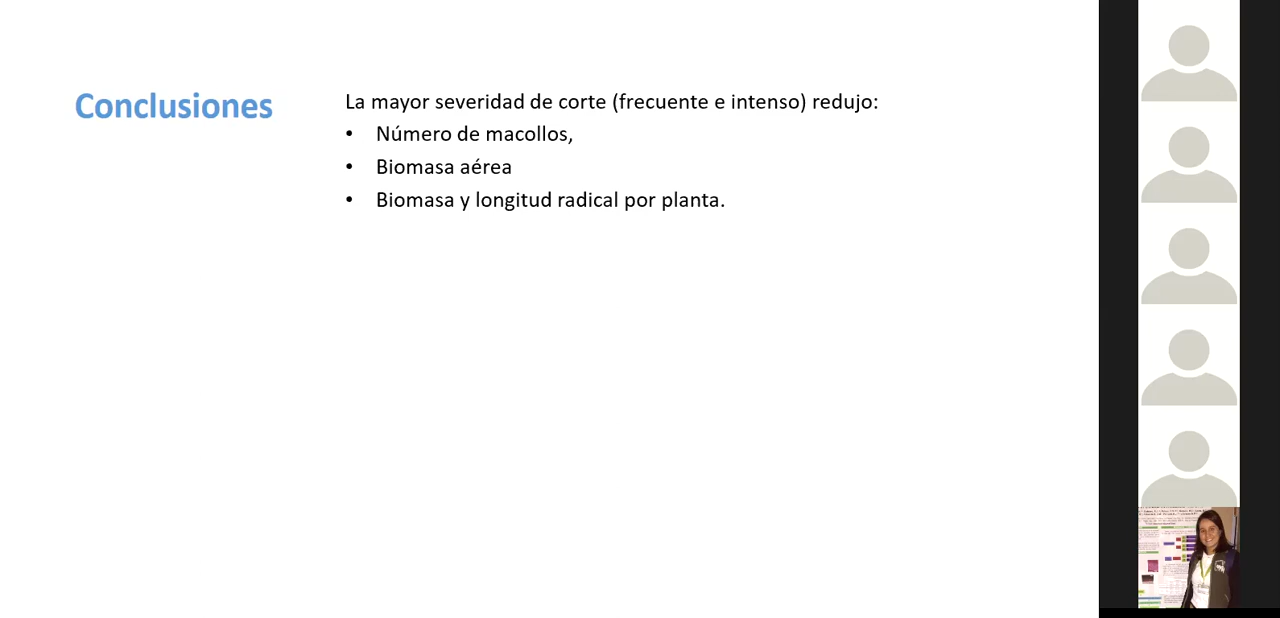 Conclusiones
La mayor severidad de corte (frecuente e intenso) redujo:
• Número de macollos,
• Biomasa aérea
• Biomasa y longitud radical por planta.